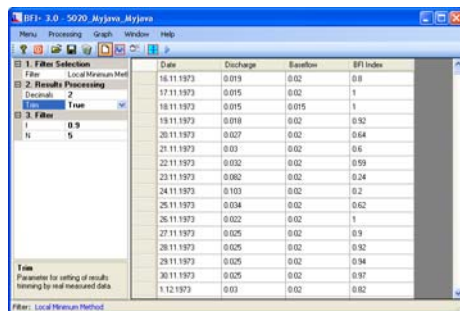 BFI+ 3.0 - 5020_Myjava_Myjava
Menu Processing Graph Window Help
1. Filter Selection
Filter Local Minimum Met
2. Results Processing
Decimals 2
Trim True
3. Filter
f 0.9
N 5
Date Discharge Baseflow BFI Index
16.11.1973 0.019 0.02 0.8
17.11.1973 0.015 0.02 1
18.11.1973 0.015 0.015 1
19.11.1973 0.018 0.02 0.92
20.11.1973 0.027 0.02 0.64
21.11.1973 0.03 0.02 0.6
22.11.1973 0.032 0.02 0.59
23.11.1973 0.082 0.02 0.24
24.11.1973 0.103 0.02 0.2
25.11.1973 0.034 0.02 0.62
26.11.1973 0.022 0.02 1
27.11.1973 0.025 0.02 0.9
28.11.1973 0.025 0.02 0.92
29.11.1973 0.025 0.02 0.94
30.11.1973 0.025 0.02 0.97
1.12.1973 0.03 0.02 0.82
Trim
Parameter for setting of results
trimming by real measured data.
Filter: Local Minimum Method